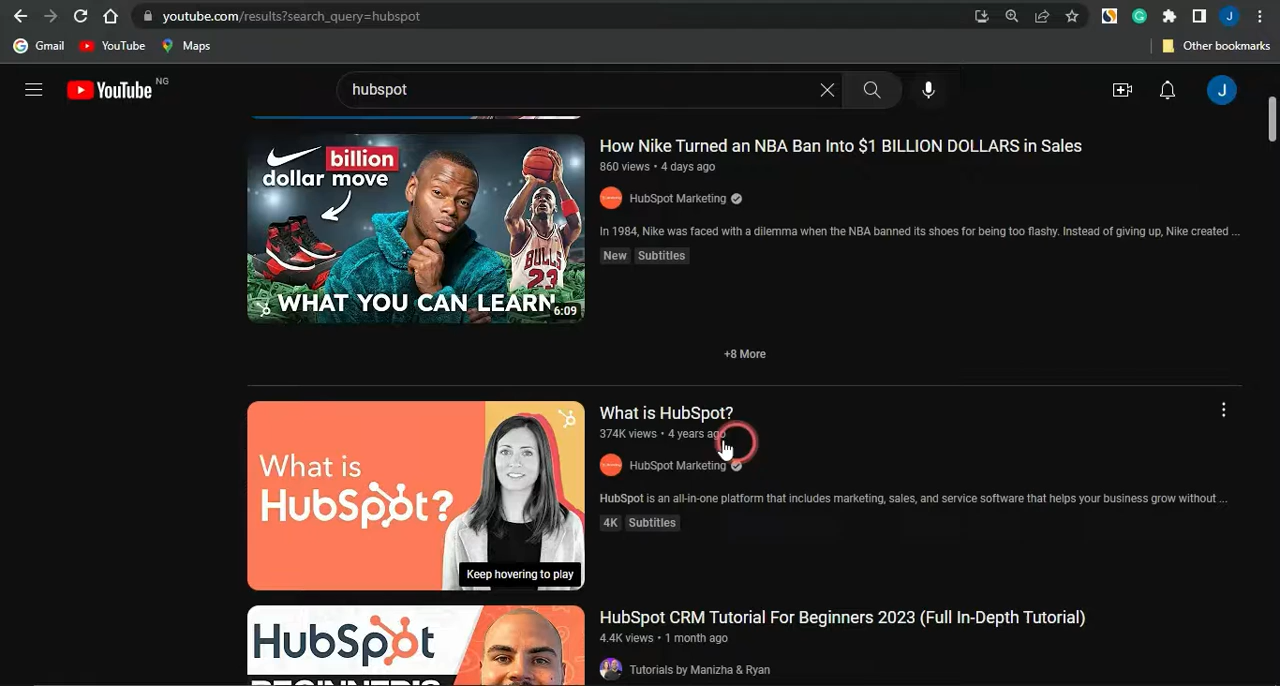 youtube.com/results?search_query=hubspot
J
Gmail
YouTube
Maps
Other bookmarks
YouTube
NG
hubspot
J
billion
dollar move
BULLS
23
WHAT YOU CAN LEARN
6:09
How Nike Turned an NBA Ban Into $1 BILLION DOLLARS in Sales
860 views • 4 days ago
HubSpot Marketing
In 1984, Nike was faced with a dilemma when the NBA banned its shoes for being too flashy. Instead of giving up, Nike created ...
New
Subtitles
+8 More
What is
HubSpot?
Keep hovering to play
What is HubSpot?
374K views • 4 years ago
HubSpot Marketing
HubSpot is an all-in-one platform that includes marketing, sales, and service software that helps your business grow without ...
4K
Subtitles
HubSpot
BEGINNER'S
HubSpot CRM Tutorial For Beginners 2023 (Full In-Depth Tutorial)
4.4K views • 1 month ago
Tutorials by Manizha & Ryan